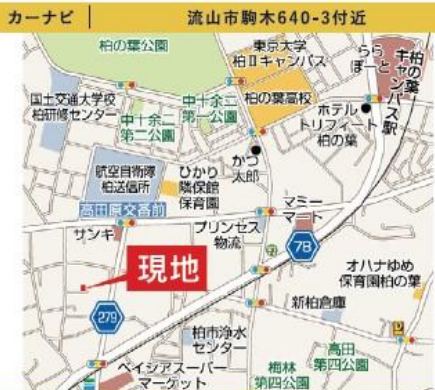 カーナビ
流山市駒木640-3付近
柏の葉公園
東京大学
柏Ⅱキャンパス
らら
ぽーと
柏の葉
キャンパス駅
国土交通大学校
柏研修センター
中十余二
第二公園
中十余二
第一公園
柏の葉高校
ホテル
トリフィート
柏の葉
かつ
太郎
航空自衛隊
柏送信所
ひかり
隣保館
保育園
高田原交番前
サンキ
プリンセス
物流
マミー
マート
78
現地
オハナゆめ
保育園柏の葉
新柏倉庫
279
柏市浄水
センター
ベイシアスーパー
マーケット
梅林
第四公園
高田
第四公園